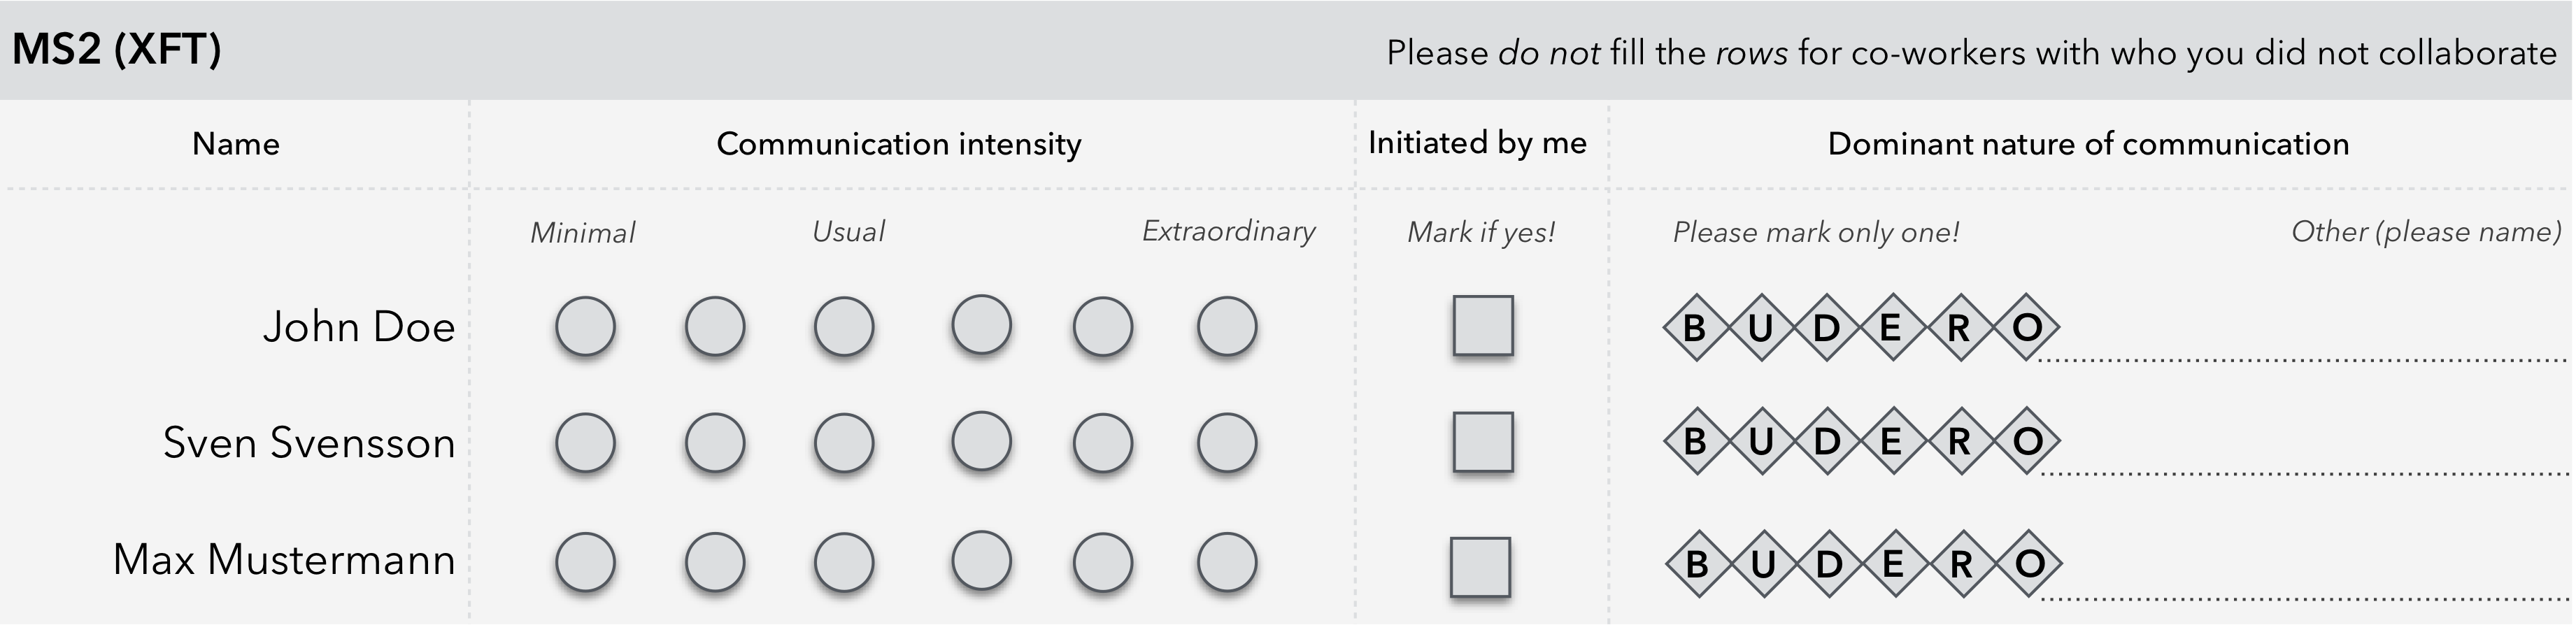 MS2 (XFT) Please do not fill the rows for co-workers with who you did not collaborate
Name Communication intensity Initiated by me Dominant nature of communication
Minimal Usual Extraordinary Mark if yes! Please mark only one! Other (please name)
John Doe B U D E R O
Sven Svensson B U D E R O
Max Mustermann B U D E R O